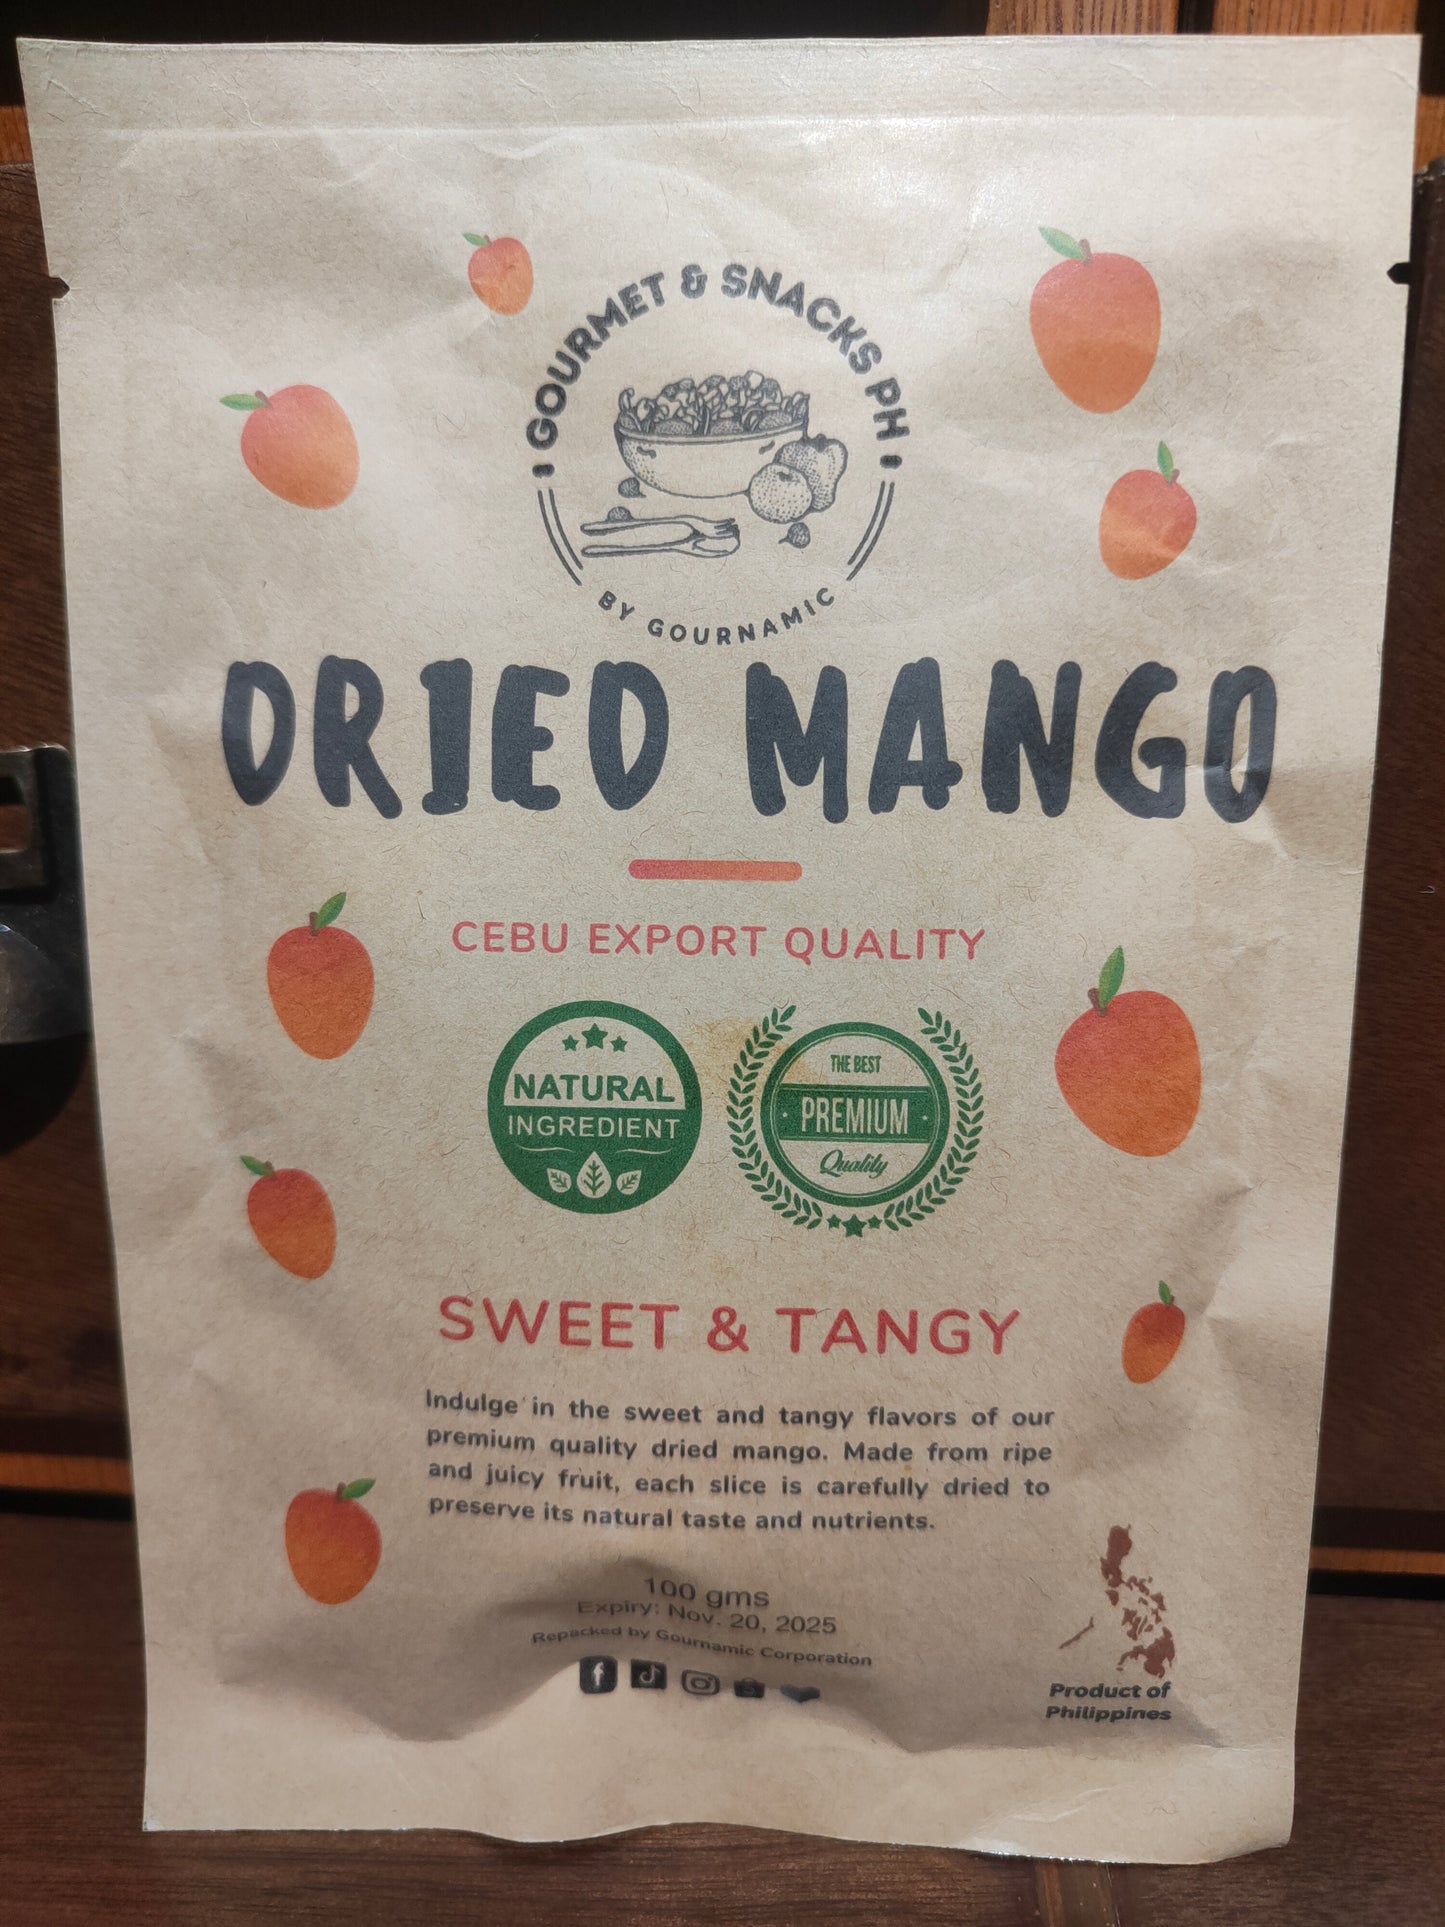 GOURMET & SNACKS PH
BY GOURNAMIC
DRIED MANGO
CEBU EXPORT QUALITY
NATURAL
INGREDIENT
THE BEST
PREMIUM
Quality
SWEET & TANGY
Indulge in the sweet and tangy flavors of our
premium quality dried mango. Made from ripe
and juicy fruit, each slice is carefully dried to
preserve its natural taste and nutrients.
100 gms
Expiry: Nov. 20, 2025
Repacked by Gournamic Corporation
Product of
Philippines